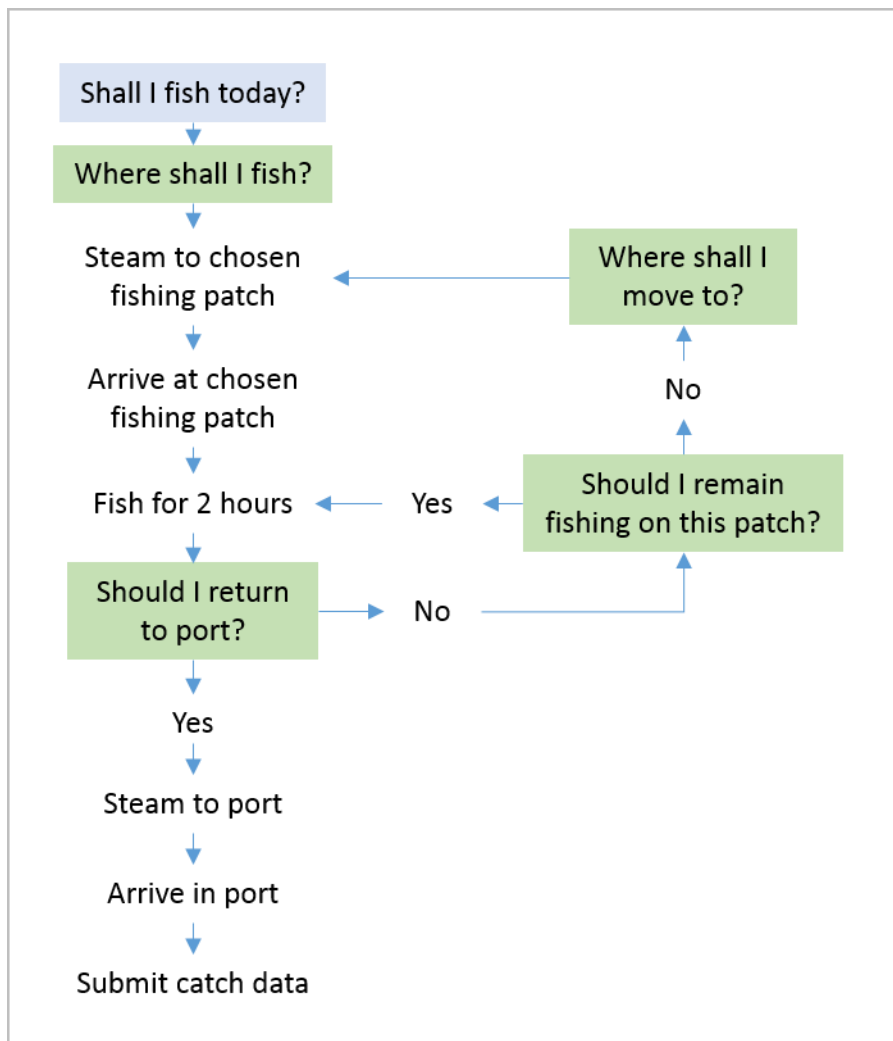 Shall I fish today?
Where shall I fish?
Steam to chosen
fishing patch
Where shall I
move to?
Arrive at chosen
fishing patch
No
Fish for 2 hours
Yes
Should I remain
fishing on this patch?
Should I return
to port?
No
Yes
Steam to port
Arrive in port
Submit catch data